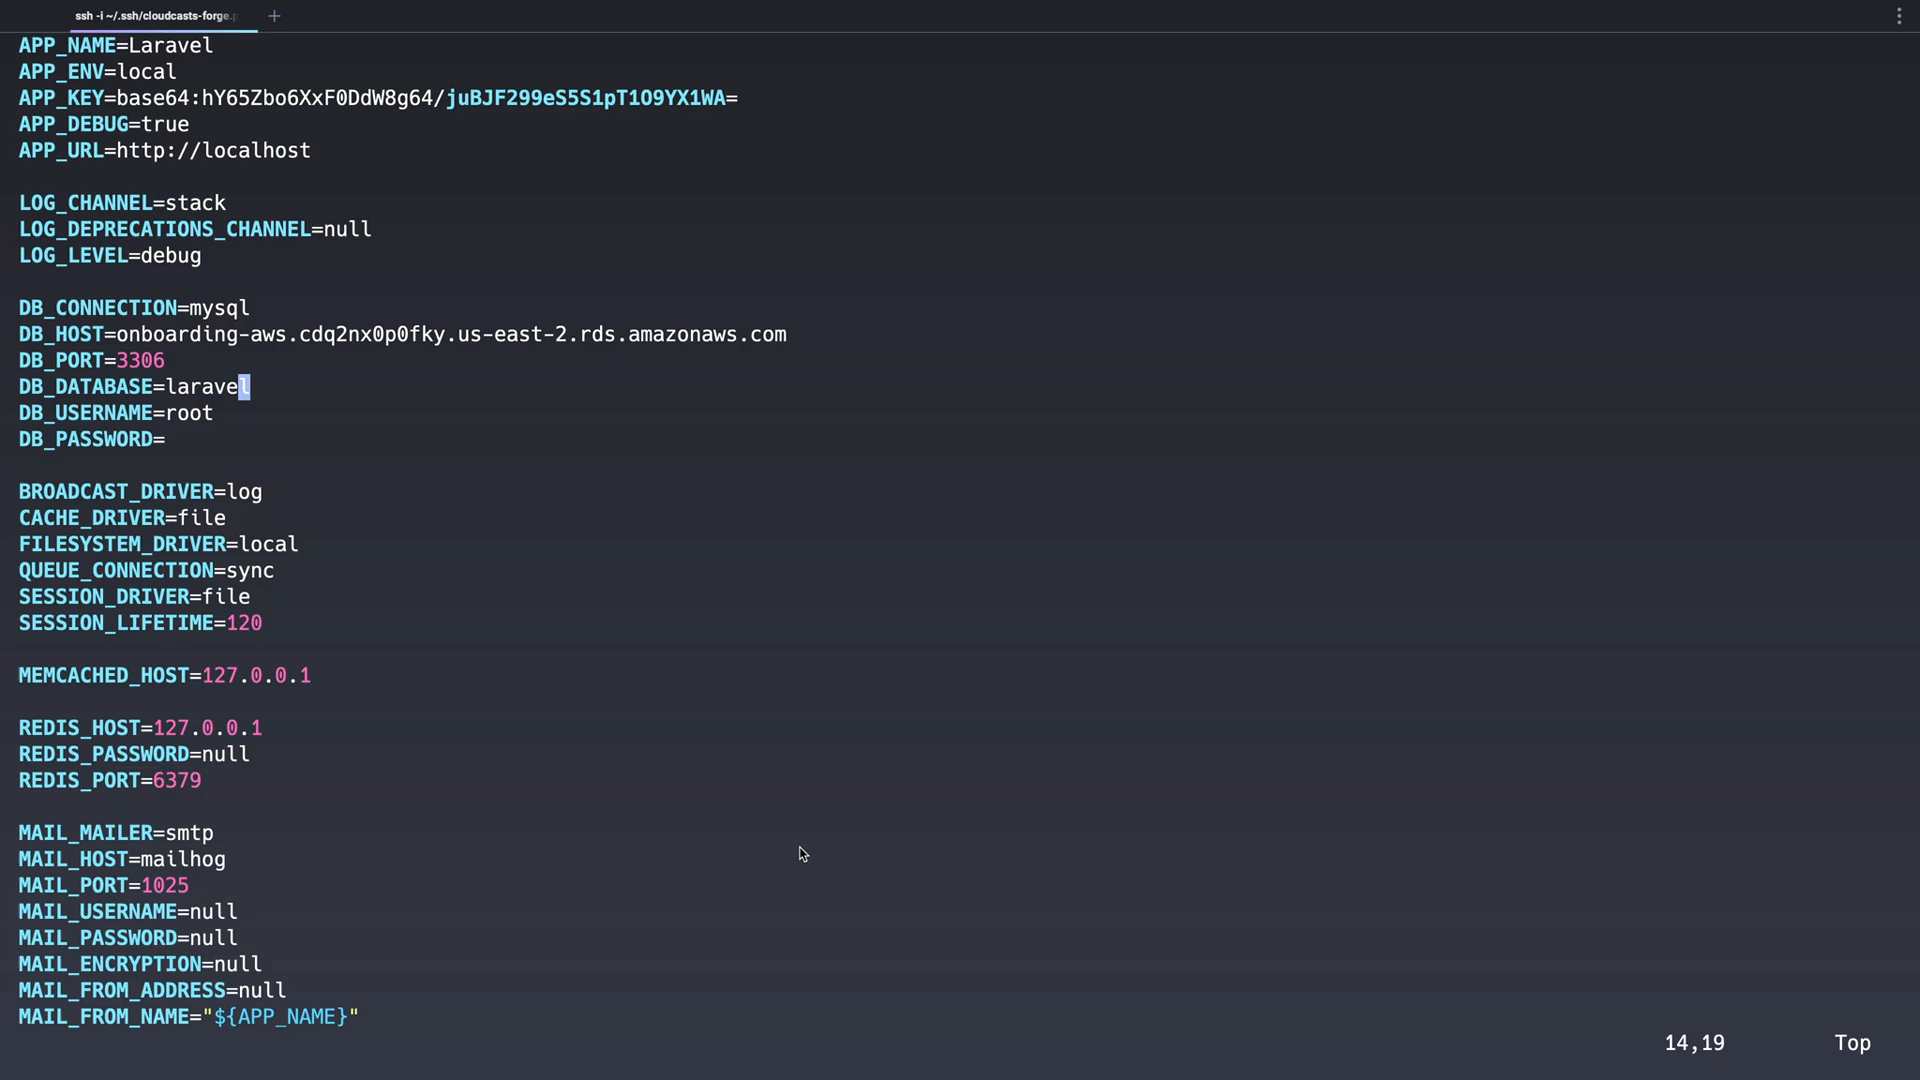 ssh -i ~/.ssh/cloudcasts-forge.
APP_NAME=Laravel
APP_ENV=local
APP_KEY=base64:hY65Zbo6XxF0DdW8g64/juBJF299eS5S1pT1O9YX1WA=
APP_DEBUG=true
APP_URL=http://localhost
LOG_CHANNEL=stack
LOG_DEPRECATIONS_CHANNEL=null
LOG_LEVEL=debug
DB_CONNECTION=mysql
DB_HOST=onboarding-aws.cdq2nx0p0fky.us-east-2.rds.amazonaws.com
DB_PORT=3306
DB_DATABASE=laravel
DB_USERNAME=root
DB_PASSWORD=
BROADCAST_DRIVER=log
CACHE_DRIVER=file
FILESYSTEM_DRIVER=local
QUEUE_CONNECTION=sync
SESSION_DRIVER=file
SESSION_LIFETIME=120
MEMCACHED_HOST=127.0.0.1
REDIS_HOST=127.0.0.1
REDIS_PASSWORD=null
REDIS_PORT=6379
MAIL_MAILER=smtp
MAIL_HOST=mailhog
MAIL_PORT=1025
MAIL_USERNAME=null
MAIL_PASSWORD=null
MAIL_ENCRYPTION=null
MAIL_FROM_ADDRESS=null
MAIL_FROM_NAME="${APP_NAME}"
14,19 Top